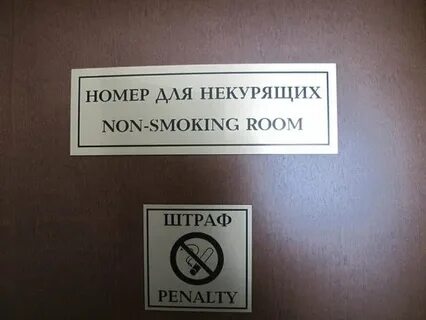 НОМЕР ДЛЯ НЕКУРЯЩИХ
NON-SMOKING ROOM
ШТРАФ
PENALTY